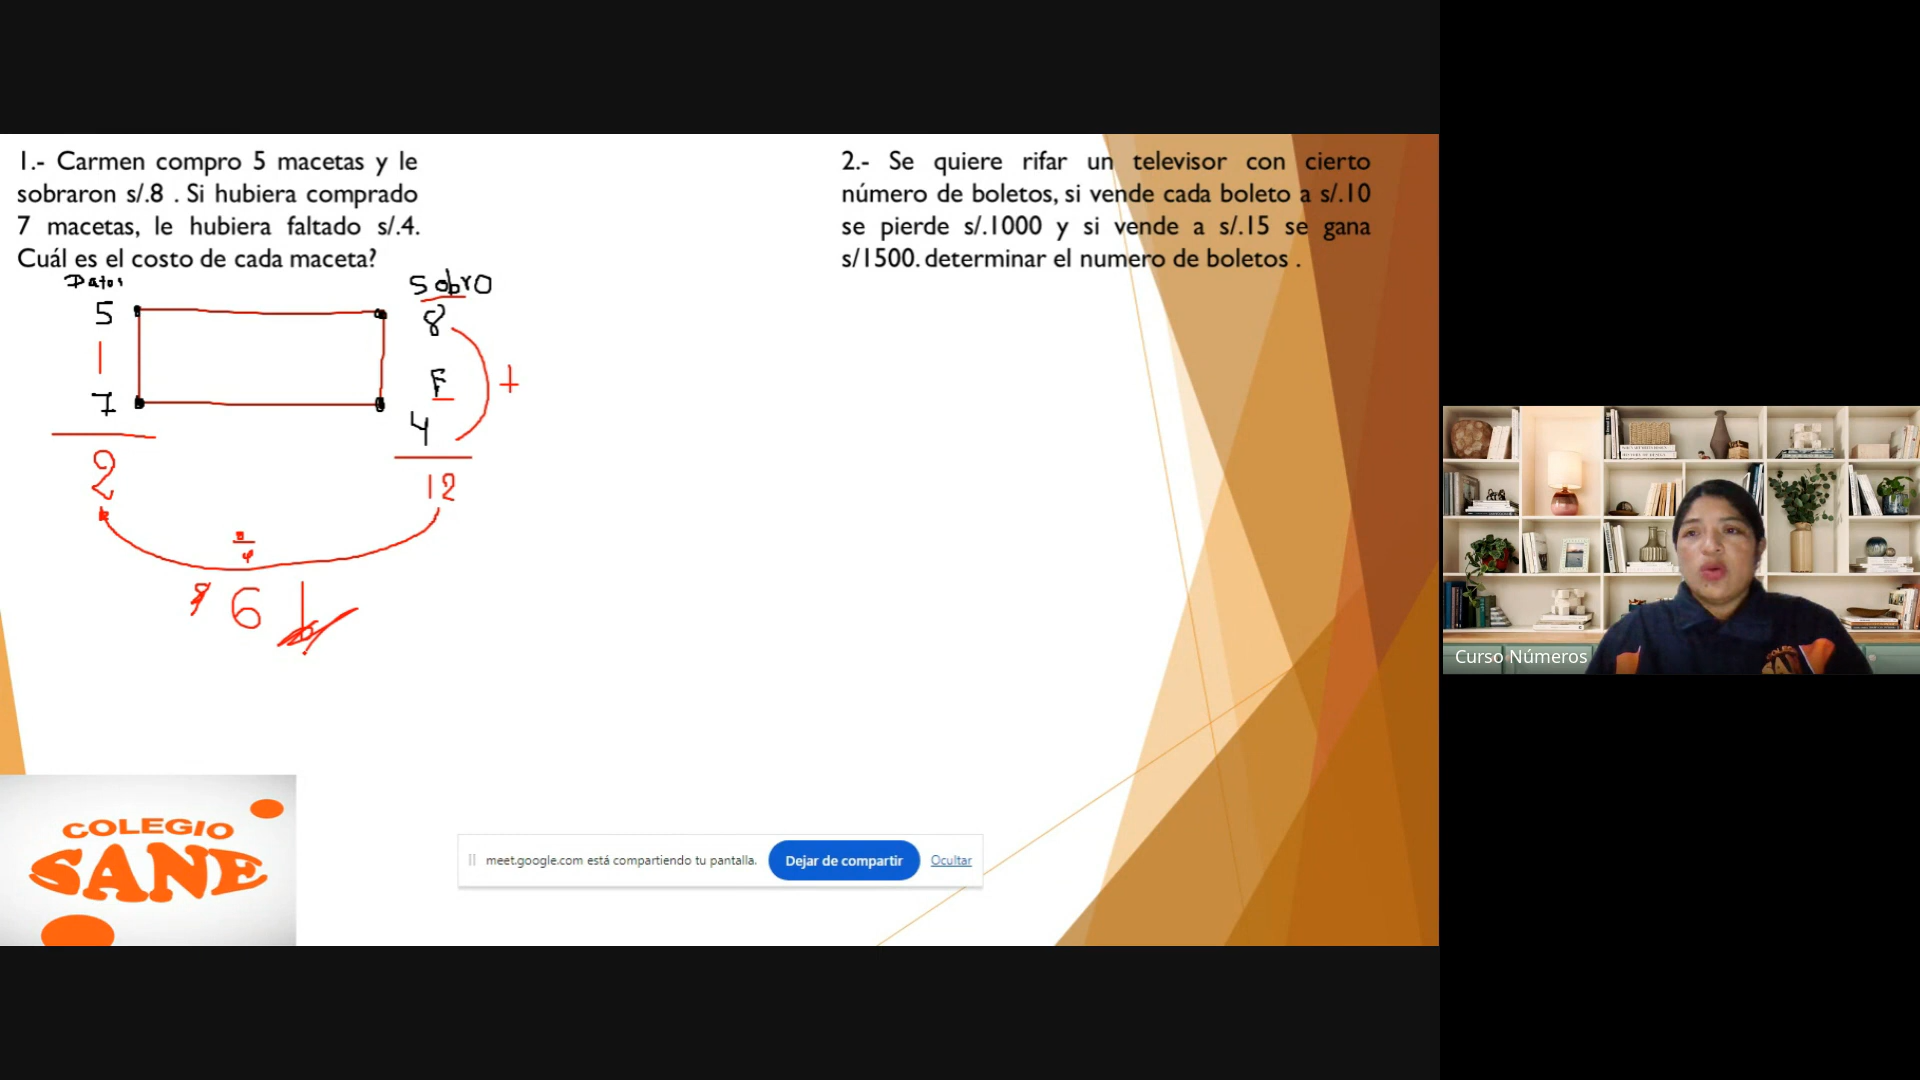 1.- Carmen compro 5 macetas y le
sobraron s/.8 . Si hubiera comprado
7 macetas, le hubiera faltado s/.4.
Cuál es el costo de cada maceta?
2.- Se quiere rifar un televisor con cierto
número de boletos, si vende cada boleto a s/.10
se pierde s/.1000 y si vende a s/.15 se gana
s/1500. determinar el numero de boletos .
Datos
Sobro
5
8
F
7
4
+
2
12
6
COLEGIO
SANE
meet.google.com está compartiendo tu pantalla.
Dejar de compartir
Ocultar
Curso Números